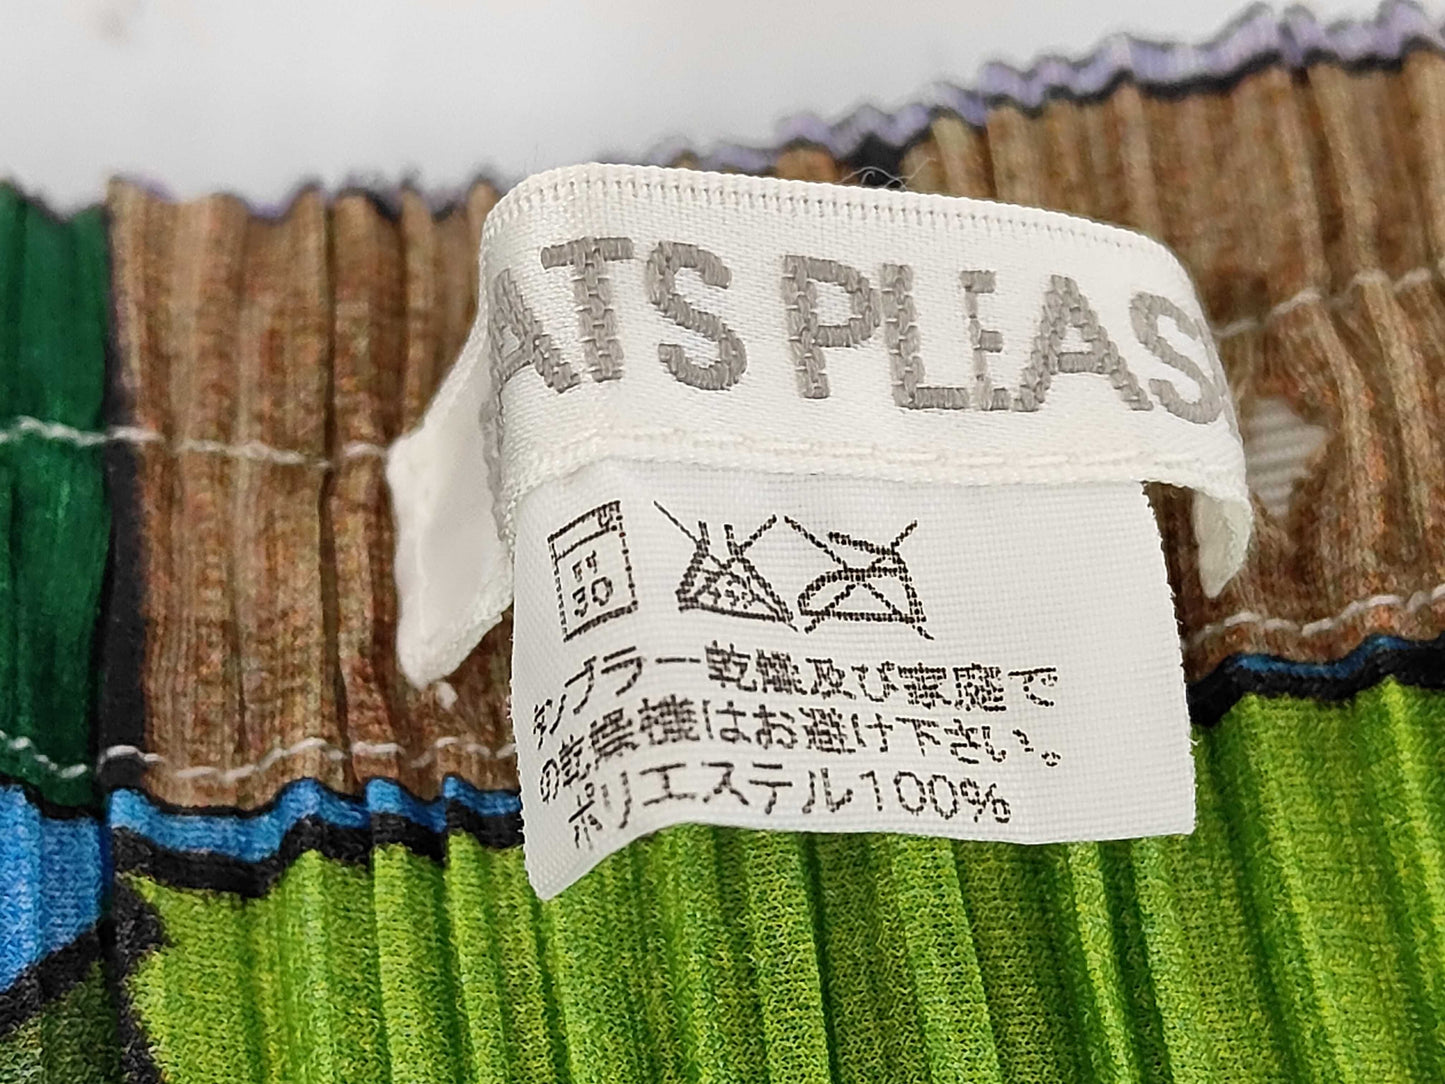 ATS PLEAS
30
タンブラー乾燥及び家庭で
の乾燥機はお避け下さい。
ポリエステル100%